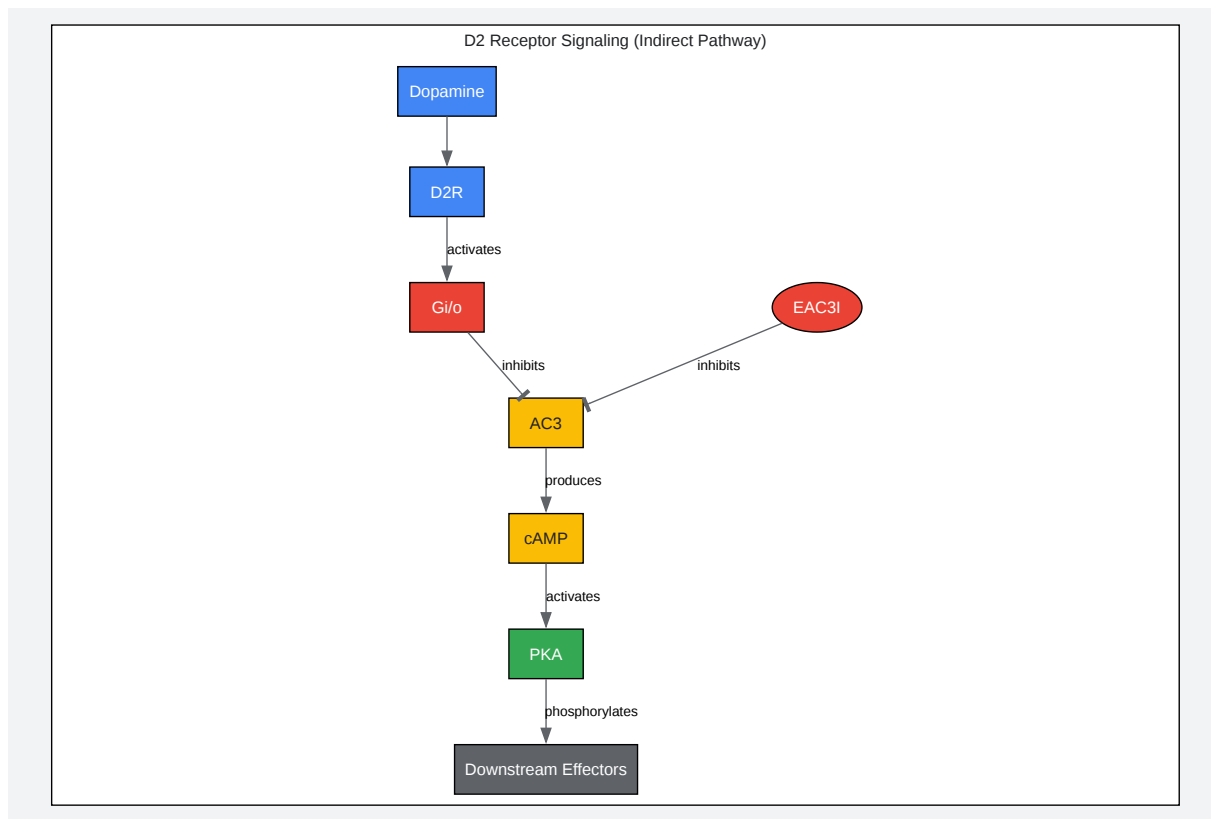 D2 Receptor Signaling (Indirect Pathway)
Dopamine
D2R
activates
Gi/o
EAC3I
inhibits
inhibits
AC3
produces
cAMP
activates
PKA
phosphorylates
Downstream Effectors